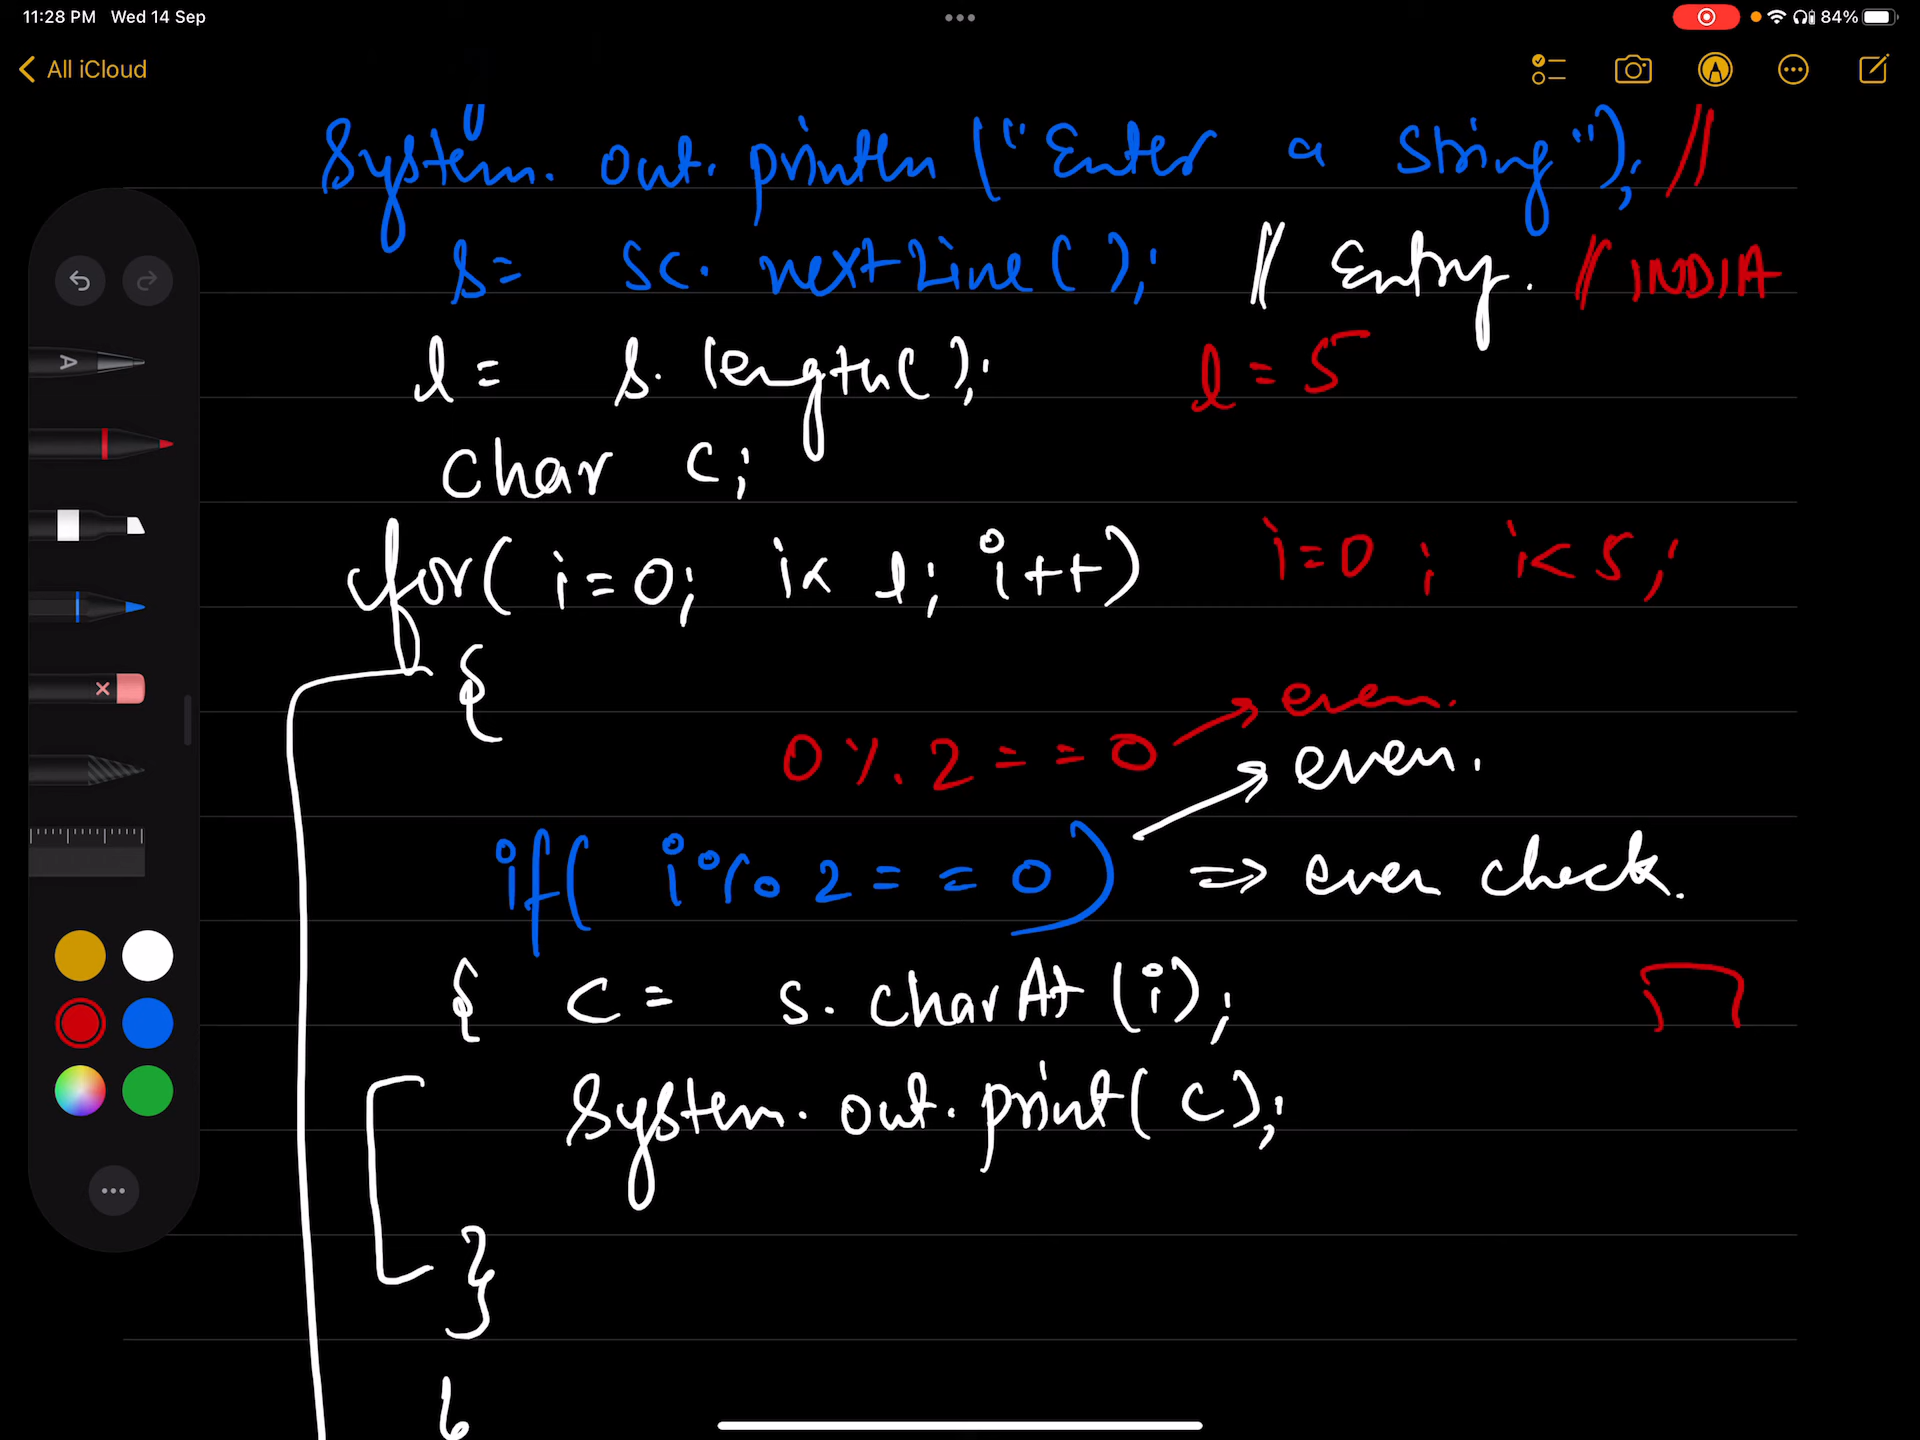 11:28 PM Wed 14 Sep
84%
All iCloud
System.out.println("Enter a String"); //
s= sc.nextLine(); // Entry. // INDIA
l= s.length(); l = 5
char c;
for( i=0; i< l; i++) i=0 ; i< 5 ;
{
0 % 2 == 0 → even.
even.
if( i % 2 == 0) ⇒ even check.
{ c= s.charAt(i);
System.out.print( c);
}